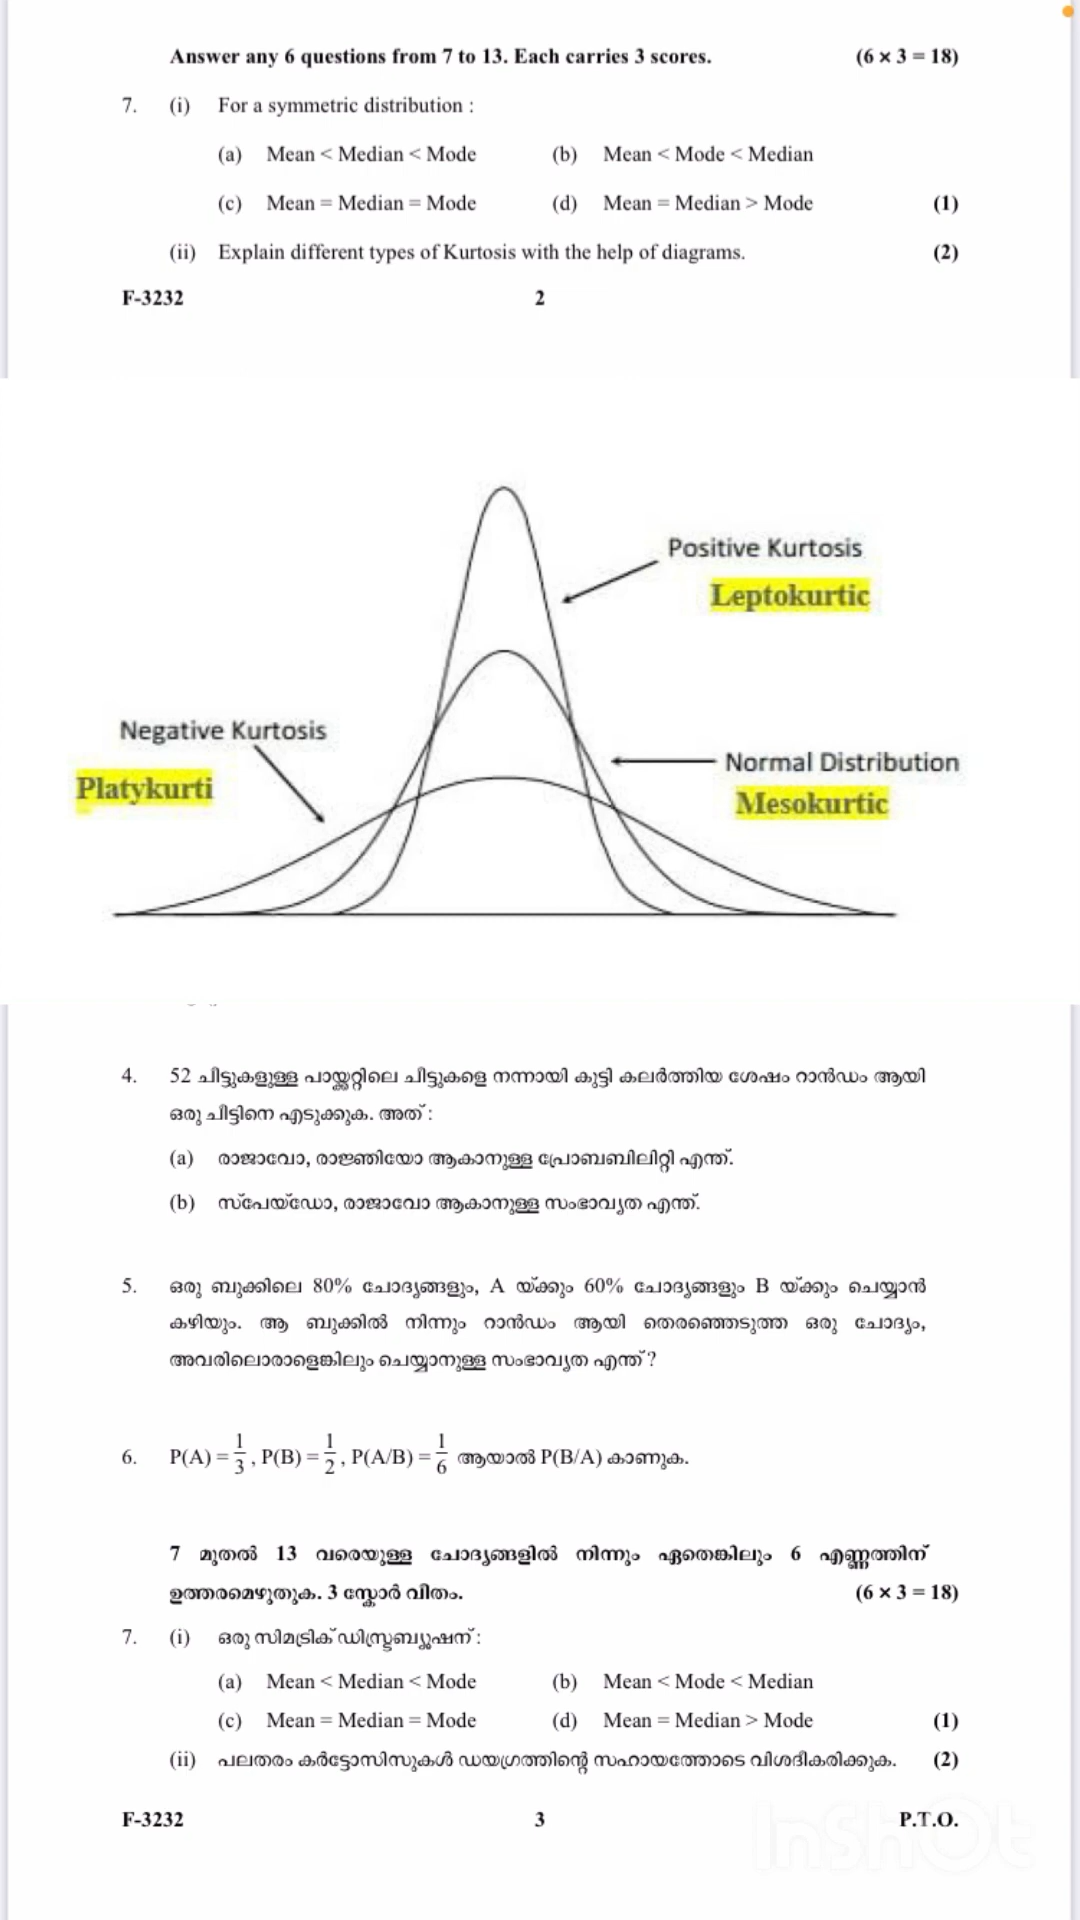 Answer any 6 questions from 7 to 13. Each carries 3 scores. (6 × 3 = 18)
7. (i) For a symmetric distribution :
(a) Mean < Median < Mode (b) Mean < Mode < Median
(c) Mean = Median = Mode (d) Mean = Median > Mode (1)
(ii) Explain different types of Kurtosis with the help of diagrams. (2)
F-3232 2
Positive Kurtosis
Leptokurtic
Negative Kurtosis
Platykurti
Normal Distribution
Mesokurtic
4. 52 ചീട്ടുകളുള്ള പായ്ക്കറ്റിലെ ചീട്ടുകളെ നന്നായി കൂട്ടി കലർത്തിയ ശേഷം റാൻഡം ആയി
ഒരു ചീട്ടിനെ എടുക്കുക. അത് :
(a) രാജാവോ, രാജ്ഞിയോ ആകാനുള്ള പ്രോബബിലിറ്റി എന്ത്.
(b) സ്പേയ്ഡോ, രാജാവോ ആകാനുള്ള സംഭാവ്യത എന്ത്.
5. ഒരു ബുക്കിലെ 80% ചോദ്യങ്ങളും, A യ്ക്കും 60% ചോദ്യങ്ങളും B യ്ക്കും ചെയ്യാൻ
കഴിയും. ആ ബുക്കിൽ നിന്നും റാൻഡം ആയി തെരഞ്ഞെടുത്ത ഒരു ചോദ്യം,
അവരിലൊരാളെങ്കിലും ചെയ്യാനുള്ള സംഭാവ്യത എന്ത് ?
6. P(A) = 1/3 , P(B) = 1/2 , P(A/B) = 1/6 ആയാൽ P(B/A) കാണുക.
7 മുതൽ 13 വരെയുള്ള ചോദ്യങ്ങളിൽ നിന്നും ഏതെങ്കിലും 6 എണ്ണത്തിന്
ഉത്തരമെഴുതുക. 3 സ്കോർ വീതം. (6 × 3 = 18)
7. (i) ഒരു സിമട്രിക് ഡിസ്ട്രിബ്യൂഷന് :
(a) Mean < Median < Mode (b) Mean < Mode < Median
(c) Mean = Median = Mode (d) Mean = Median > Mode (1)
(ii) പലതരം കർട്ടോസിസുകൾ ഡയഗ്രത്തിന്റെ സഹായത്തോടെ വിശദീകരിക്കുക. (2)
F-3232 3 P.T.O.
InShOt